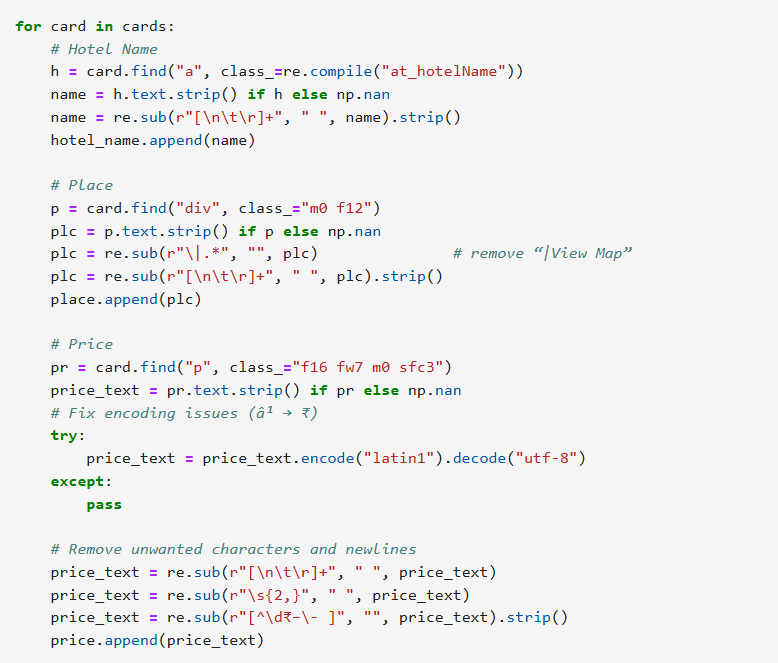 for card in cards:
    # Hotel Name
    h = card.find("a", class_=re.compile("at_hotelName"))
    name = h.text.strip() if h else np.nan
    name = re.sub(r"[\n\t\r]+", " ", name).strip()
    hotel_name.append(name)

    # Place
    p = card.find("div", class_="m0 f12")
    plc = p.text.strip() if p else np.nan
    plc = re.sub(r"\|.*", "", plc)               # remove “|View Map”
    plc = re.sub(r"[\n\t\r]+", " ", plc).strip()
    place.append(plc)

    # Price
    pr = card.find("p", class_="f16 fw7 m0 sfc3")
    price_text = pr.text.strip() if pr else np.nan
    # Fix encoding issues (â¹ → ₹)
    try:
        price_text = price_text.encode("latin1").decode("utf-8")
    except:
        pass

    # Remove unwanted characters and newlines
    price_text = re.sub(r"[\n\t\r]+", " ", price_text)
    price_text = re.sub(r"\s{2,}", " ", price_text)
    price_text = re.sub(r"[^\d₹–\- ]", "", price_text).strip()
    price.append(price_text)